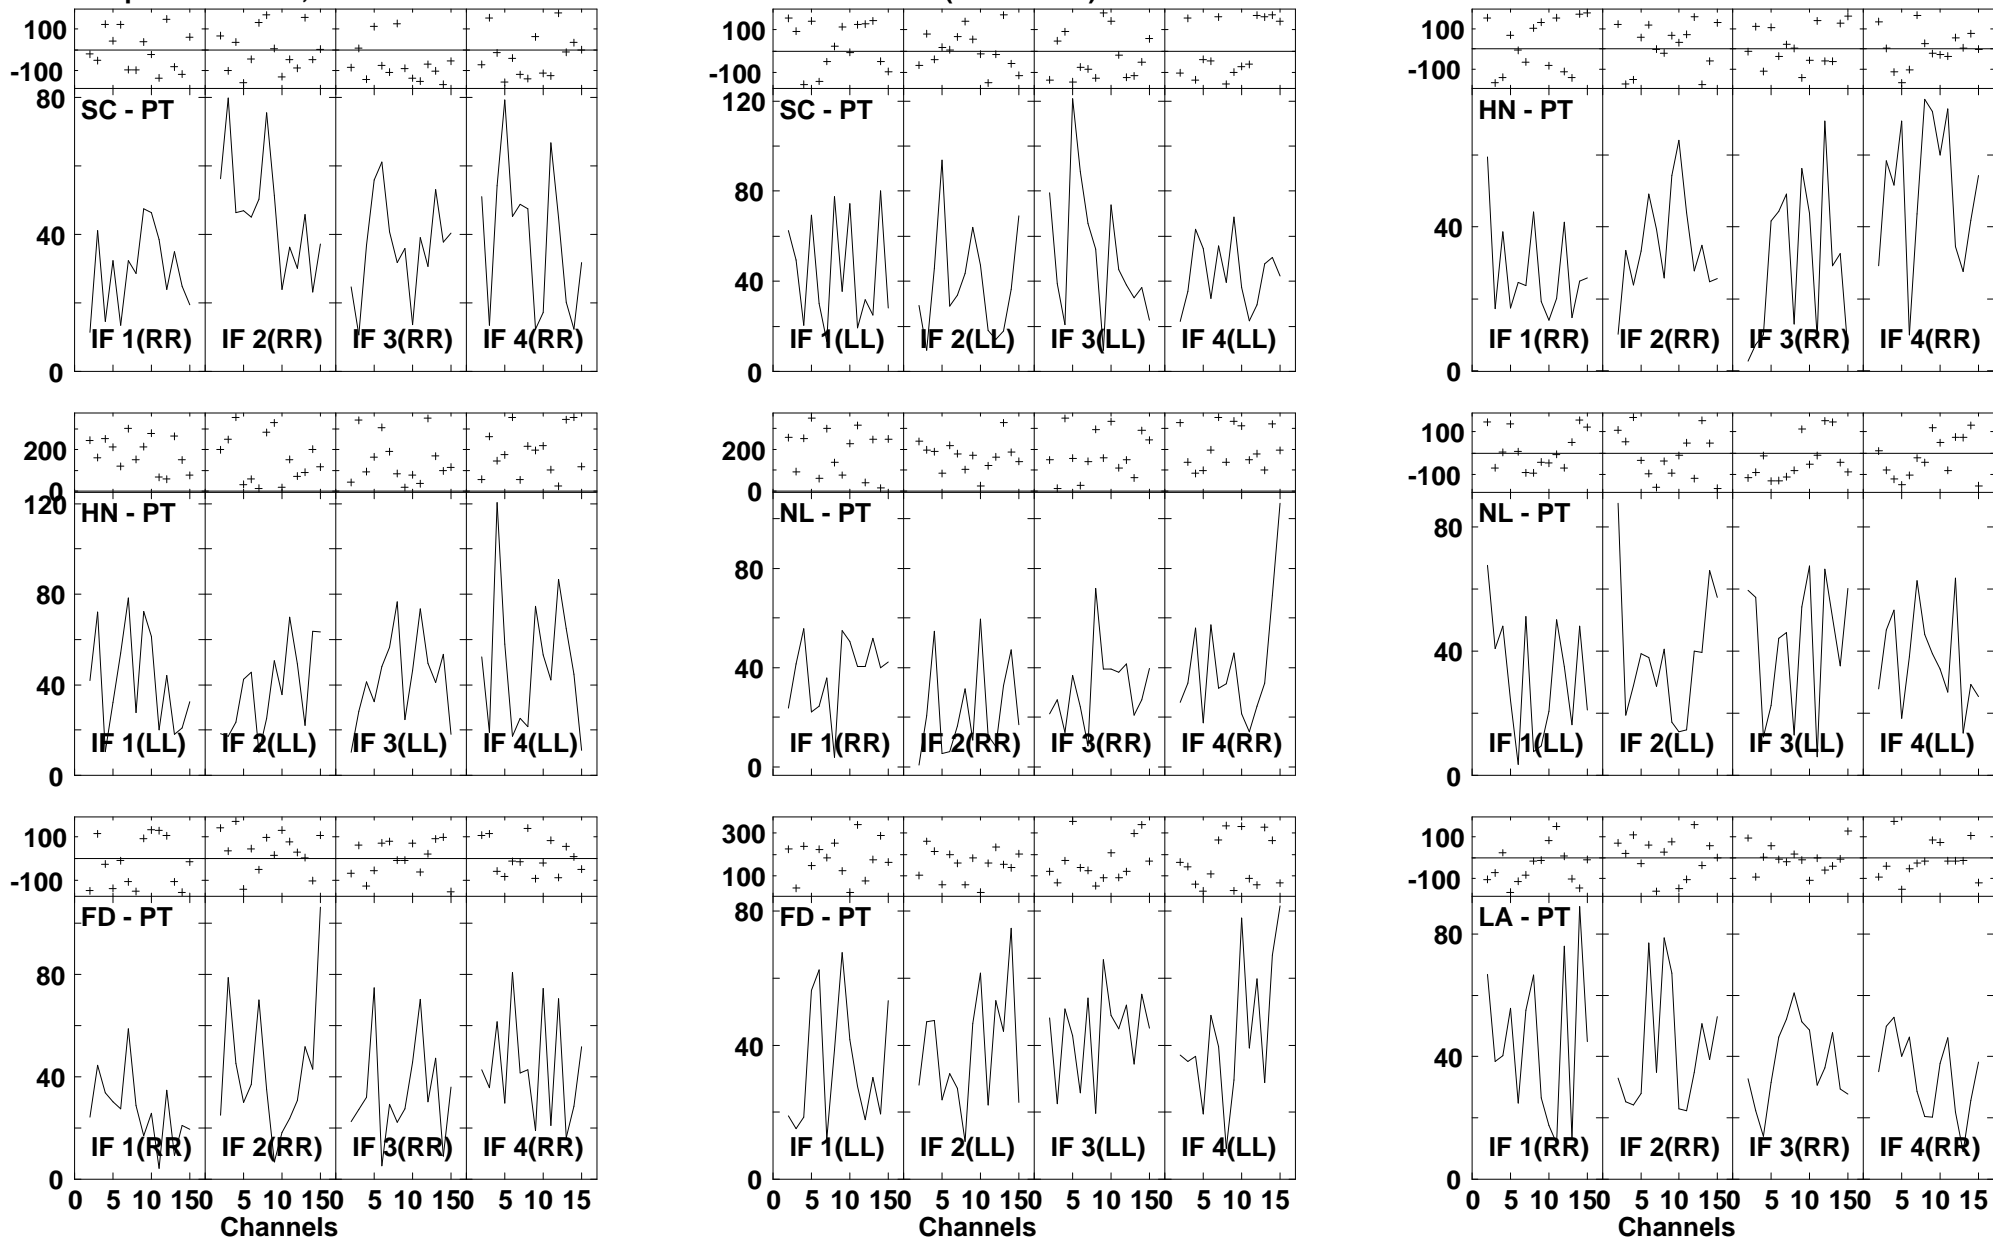 100 100 100
-100 -100 -100
80 SC - PT 120 SC - PT HN - PT
80
40 40 40
IF 1(RR) IF 2(RR) IF 3(RR) IF 4(RR) IF 1(LL) IF 2(LL) IF 3(LL) IF 4(LL) IF 1(RR) IF 2(RR) IF 3(RR) IF 4(RR)
0 0 0
200 200 100
0 0 -100
120 HN - PT NL - PT NL - PT
80 80 80
40 40 40
IF 1(LL) IF 2(LL) IF 3(LL) IF 4(LL) IF 1(RR) IF 2(RR) IF 3(RR) IF 4(RR) IF 1(LL) IF 2(LL) IF 3(LL) IF 4(LL)
0 0 0
100 300 100
-100 100 -100
FD - PT 80 FD - PT LA - PT
80 80
40 40 40
IF 1(RR) IF 2(RR) IF 3(RR) IF 4(RR) IF 1(LL) IF 2(LL) IF 3(LL) IF 4(LL) IF 1(RR) IF 2(RR) IF 3(RR) IF 4(RR)
0 0 0
0 5 10 150 5 10 150 5 10 150 5 10 15 0 5 10 150 5 10 150 5 10 150 5 10 15 0 5 10 150 5 10 150 5 10 150 5 10 15
Channels Channels Channels